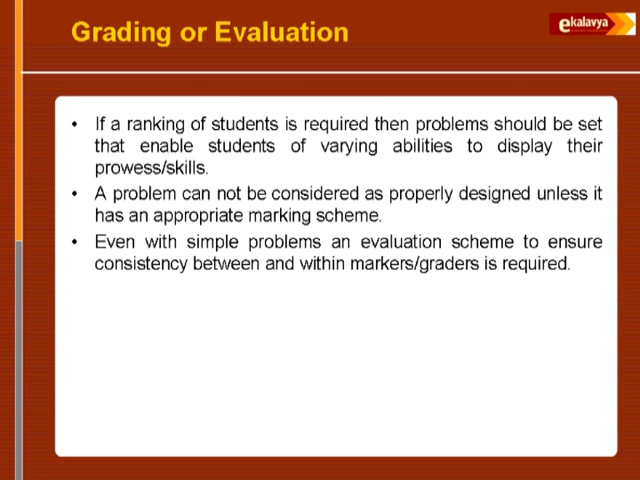 Grading or Evaluation
ekalavya
• If a ranking of students is required then problems should be set
that enable students of varying abilities to display their
prowess/skills.
• A problem can not be considered as properly designed unless it
has an appropriate marking scheme.
• Even with simple problems an evaluation scheme to ensure
consistency between and within markers/graders is required.